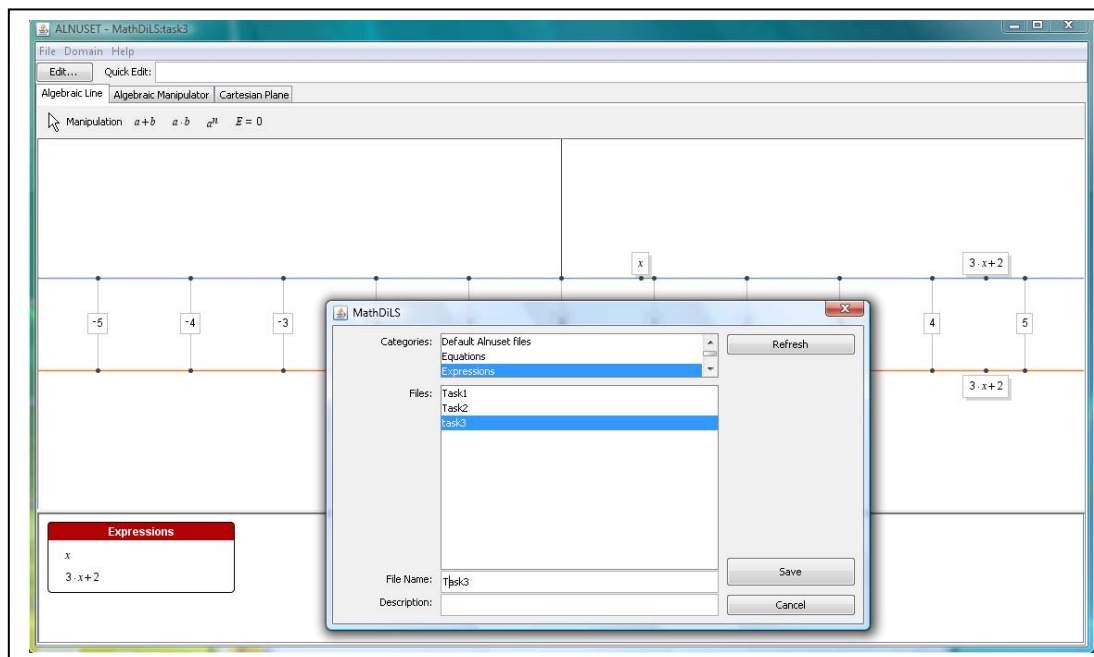 ALNUSET - MathDiLS:task3
File Domain Help
Edit... Quick Edit:
Algebraic Line Algebraic Manipulator Cartesian Plane
Manipulation a+b a·b aⁿ E = 0
x 3·x+2
-5 -4 -3 4 5
3·x+2
MathDiLS
Categories: Default Alnuset files
Equations
Expressions
Refresh
Files: Task1
Task2
task3
File Name: Task3
Description:
Save
Cancel
Expressions
x
3·x+2